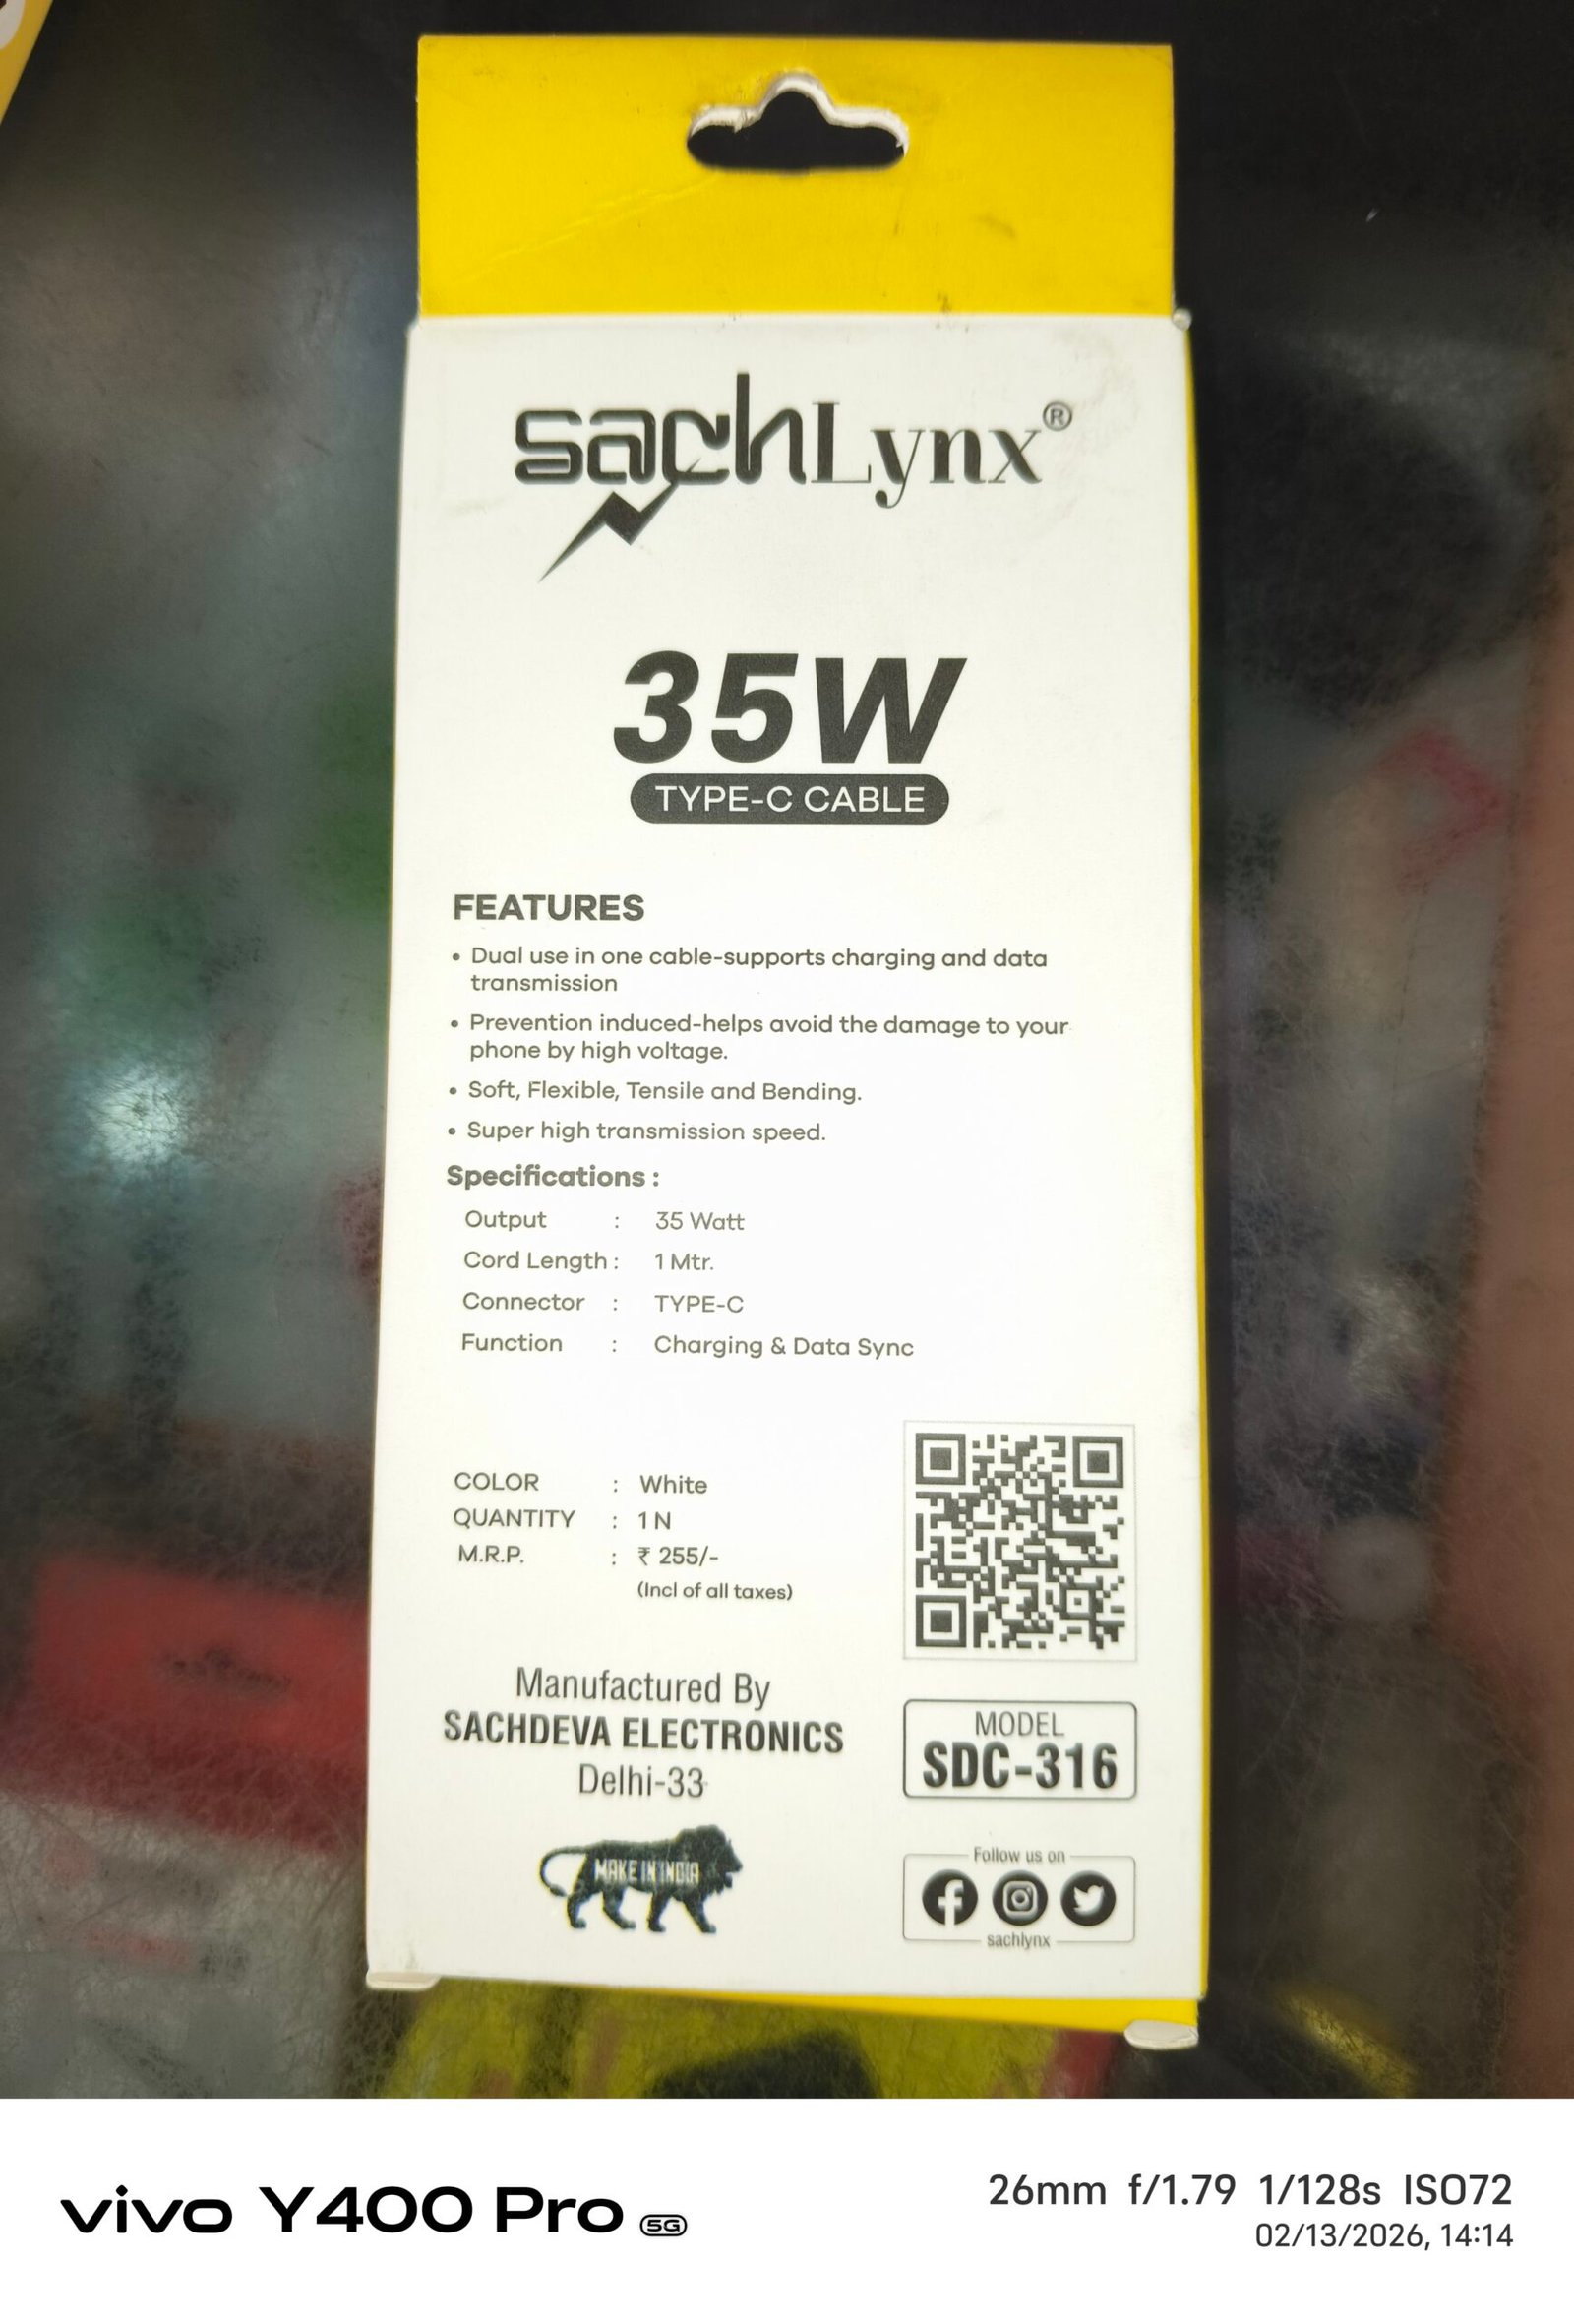 sachLynx®
35W
TYPE-C CABLE
FEATURES
• Dual use in one cable-supports charging and data
transmission
• Prevention induced-helps avoid the damage to your
phone by high voltage.
• Soft, Flexible, Tensile and Bending.
• Super high transmission speed.
Specifications :
Output : 35 Watt
Cord Length : 1 Mtr.
Connector : TYPE-C
Function : Charging & Data Sync
COLOR : White
QUANTITY : 1 N
M.R.P. : ₹ 255/-
(Incl of all taxes)
Manufactured By
SACHDEVA ELECTRONICS
Delhi-33
MAKE IN INDIA
MODEL
SDC-316
Follow us on
sachlynx
vivo Y400 Pro 5G
26mm f/1.79 1/128s ISO72
02/13/2026, 14:14